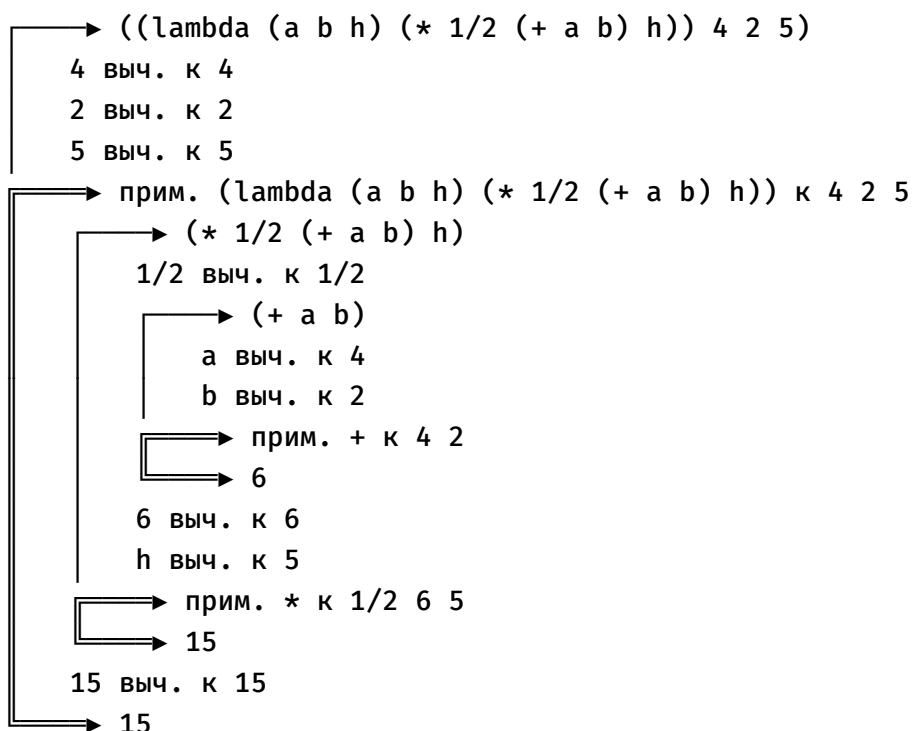 ((lambda (a b h) (* 1/2 (+ a b) h)) 4 2 5)
4 выч. к 4
2 выч. к 2
5 выч. к 5
прим. (lambda (a b h) (* 1/2 (+ a b) h)) к 4 2 5
(* 1/2 (+ a b) h)
1/2 выч. к 1/2
(+ a b)
a выч. к 4
b выч. к 2
прим. + к 4 2
6
6 выч. к 6
h выч. к 5
прим. * к 1/2 6 5
15
15 выч. к 15
15